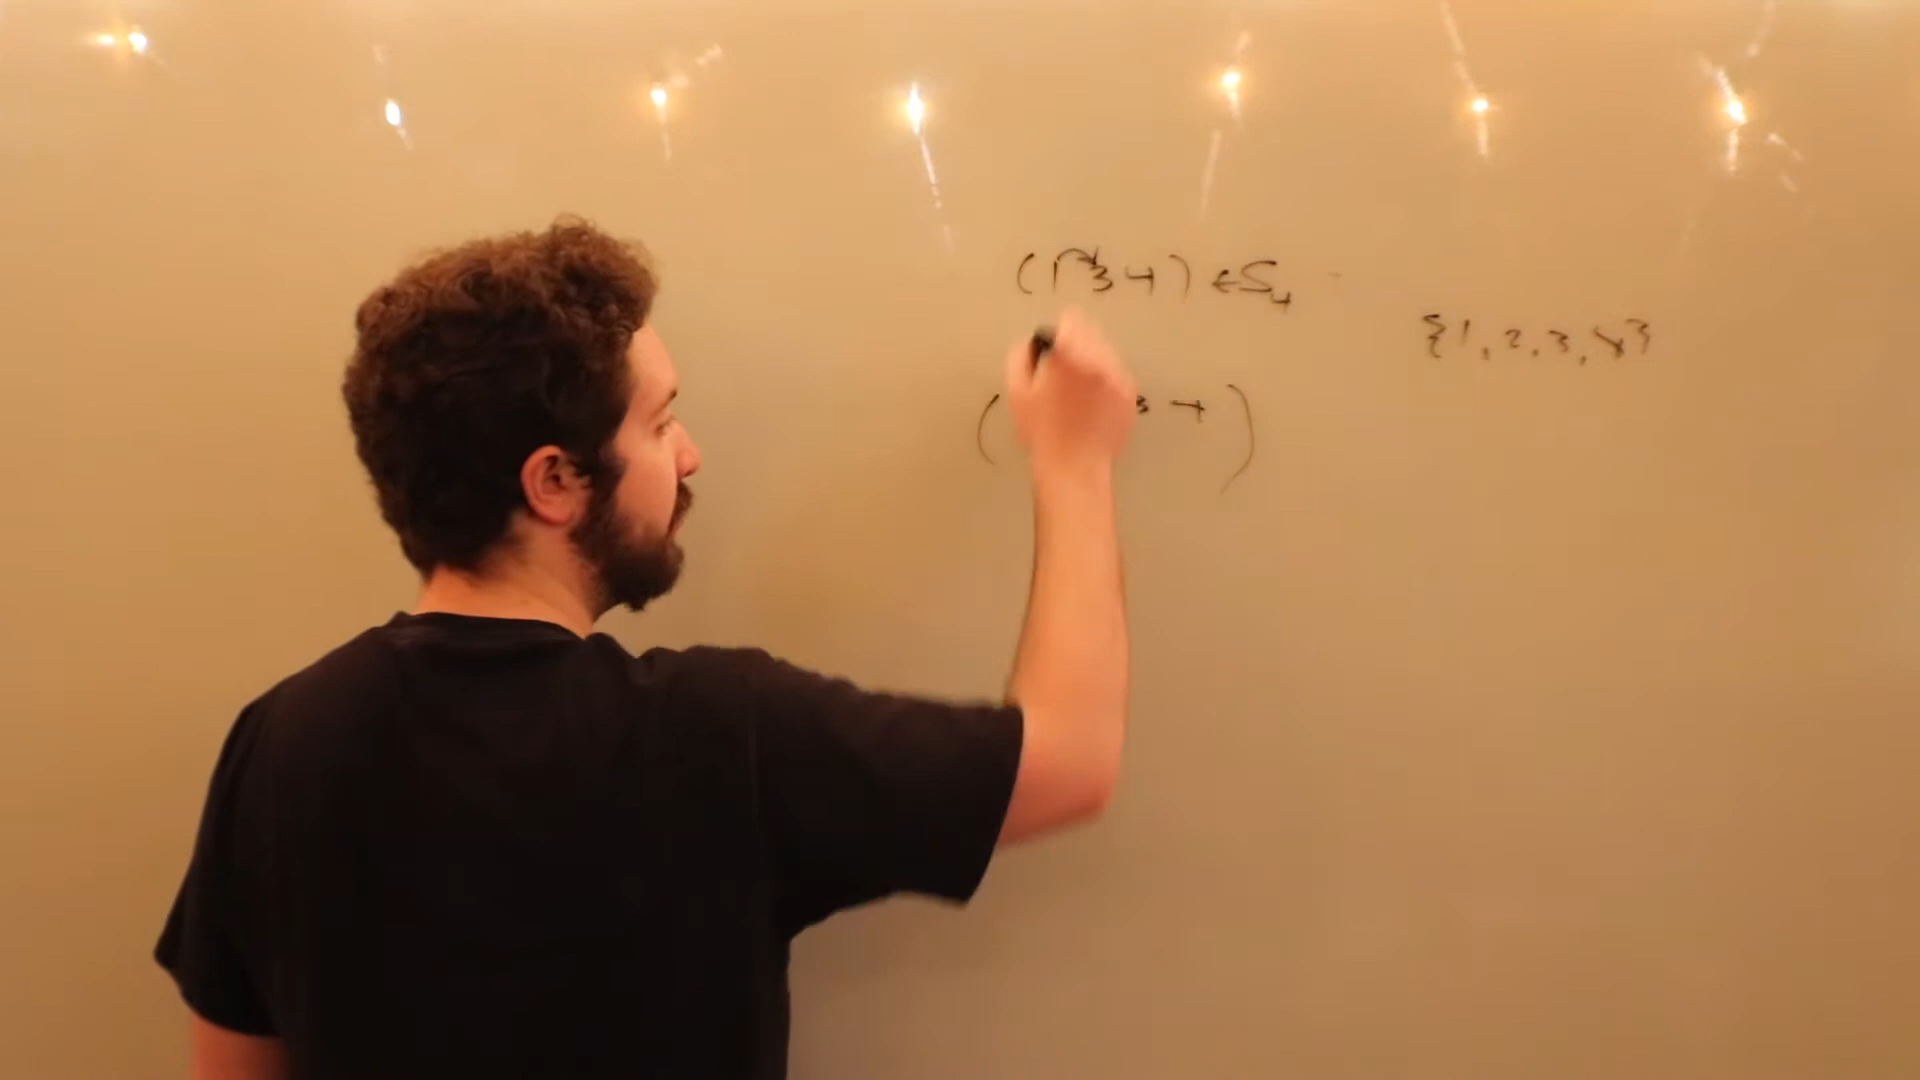 (1 3 4) ∈ S₄
{1, 2, 3, 4}
( 3 4 )